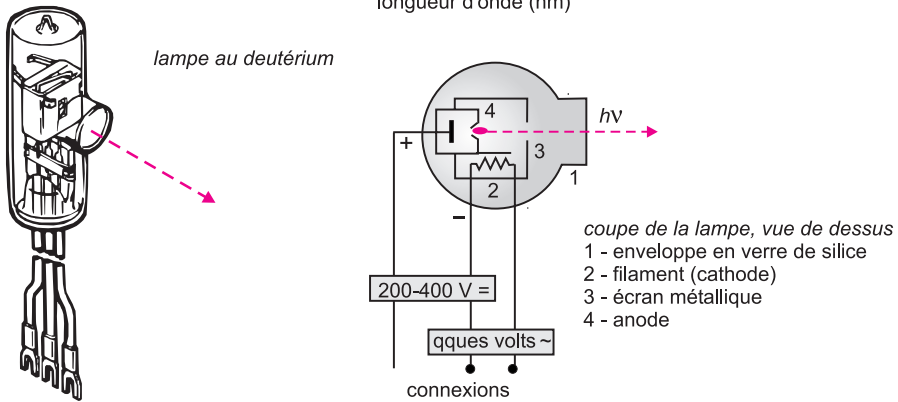 longueur d'onde (nm)
lampe au deutérium
4
hν
+
3
2
1
–
coupe de la lampe, vue de dessus
1 - enveloppe en verre de silice
2 - filament (cathode)
3 - écran métallique
4 - anode
200-400 V =
qques volts ~
connexions